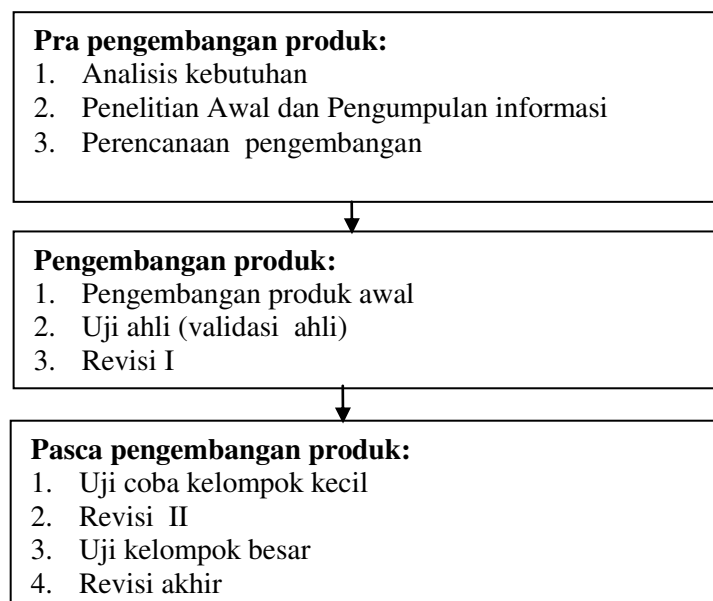 Pra pengembangan produk:
1. Analisis kebutuhan
2. Penelitian Awal dan Pengumpulan informasi
3. Perencanaan pengembangan
Pengembangan produk:
1. Pengembangan produk awal
2. Uji ahli (validasi ahli)
3. Revisi I
Pasca pengembangan produk:
1. Uji coba kelompok kecil
2. Revisi II
3. Uji kelompok besar
4. Revisi akhir